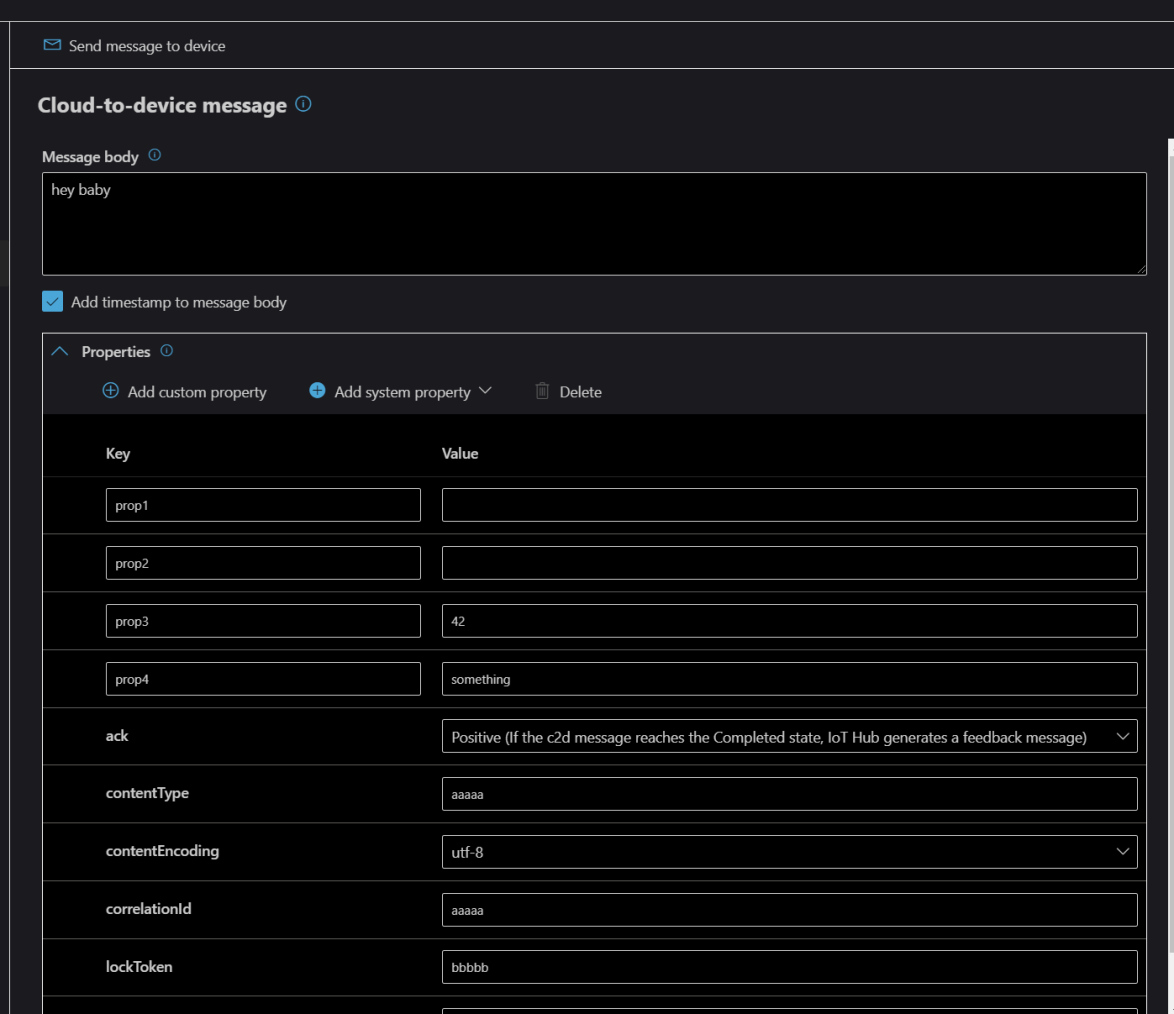 Send message to device
Cloud-to-device message
Message body
hey baby
Add timestamp to message body
Properties
Add custom property Add system property Delete
Key Value
prop1
prop2
prop3 42
prop4 something
ack Positive (If the c2d message reaches the Completed state, IoT Hub generates a feedback message)
contentType aaaaa
contentEncoding utf-8
correlationId aaaaa
lockToken bbbbb